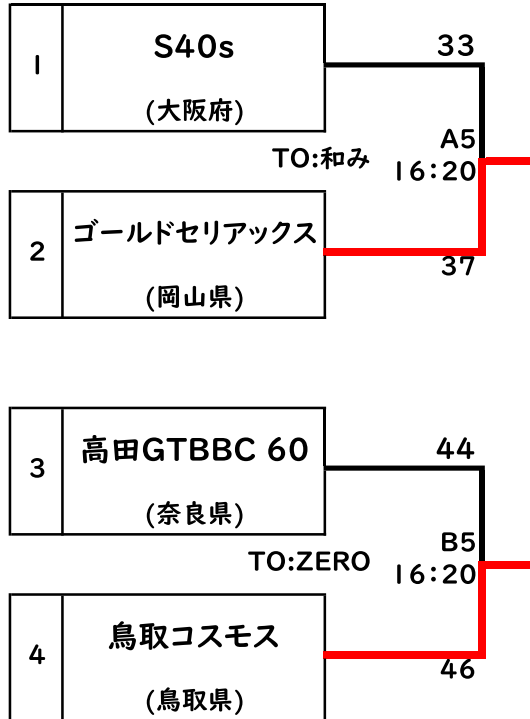 1
S40s
(大阪府)
33
TO:和み
A5
16:20
2
ゴールドセリアックス
(岡山県)
37
3
高田GTBBC 60
(奈良県)
44
TO:ZERO
B5
16:20
4
鳥取コスモス
(鳥取県)
46